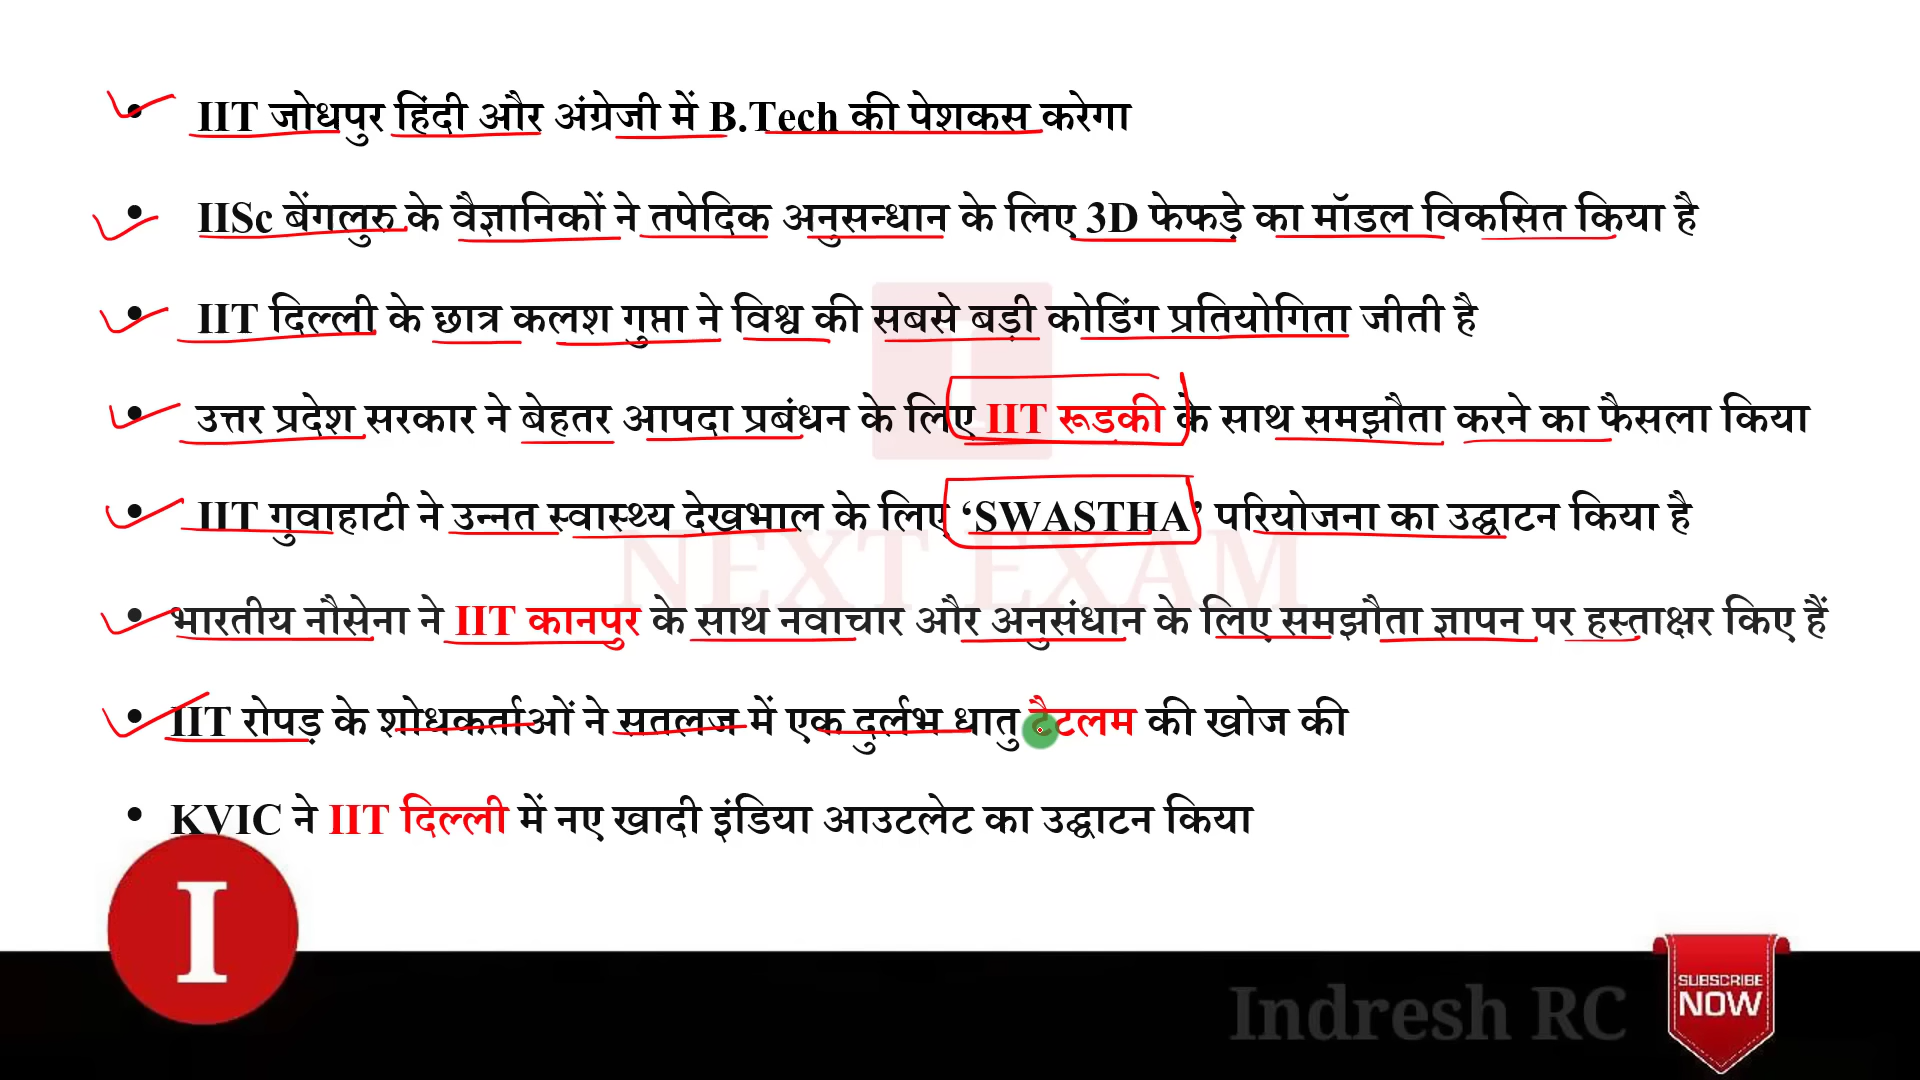 • IIT जोधपुर हिंदी और अंग्रेजी में B.Tech की पेशकस करेगा
• IISc बेंगलुरु के वैज्ञानिकों ने तपेदिक अनुसन्धान के लिए 3D फेफड़े का मॉडल विकसित किया है
• IIT दिल्ली के छात्र कलश गुप्ता ने विश्व की सबसे बड़ी कोडिंग प्रतियोगिता जीती है
• उत्तर प्रदेश सरकार ने बेहतर आपदा प्रबंधन के लिए IIT रूडकी के साथ समझौता करने का फैसला किया
• IIT गुवाहाटी ने उन्नत स्वास्थ्य देखभाल के लिए ‘SWASTHA’ परियोजना का उद्घाटन किया है
NEXT EXAM
• भारतीय नौसेना ने IIT कानपुर के साथ नवाचार और अनुसंधान के लिए समझौता ज्ञापन पर हस्ताक्षर किए हैं
• IIT रोपड़ के शोधकर्ताओं ने सतलज में एक दुर्लभ धातु टैटलम की खोज की
• KVIC ने IIT दिल्ली में नए खादी इंडिया आउटलेट का उद्घाटन किया
I
Indresh RC
SUBSCRIBE
NOW